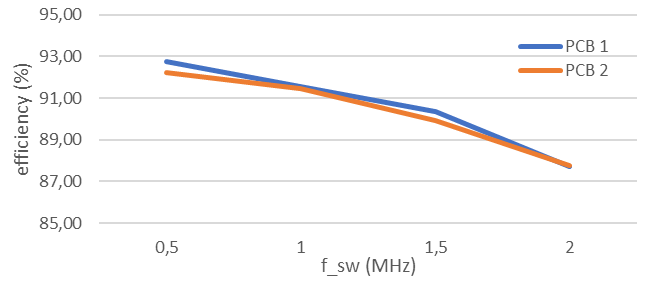 95,00
93,00
91,00
89,00
87,00
85,00
efficiency (%)
PCB 1
PCB 2
0,5 1 1,5 2
f_sw (MHz)